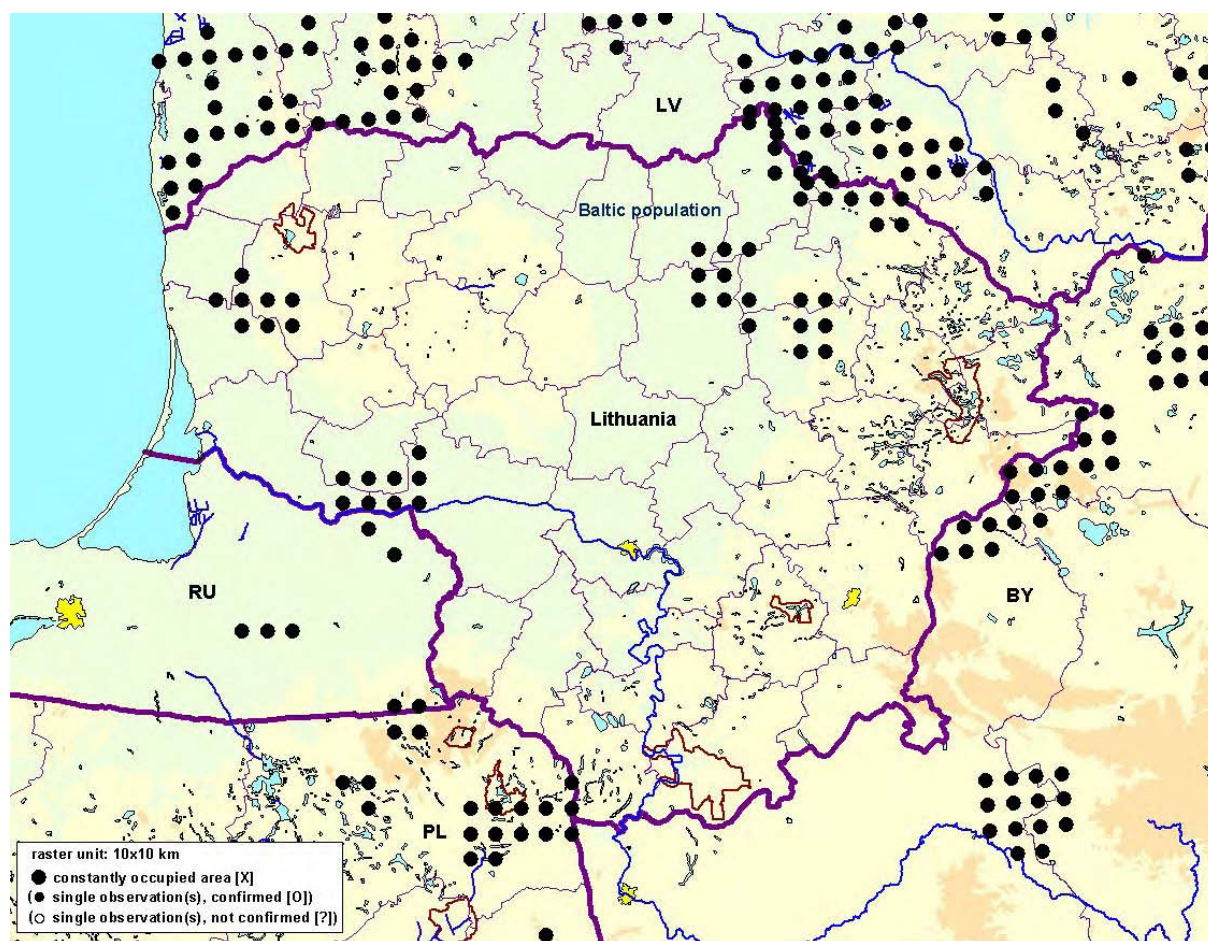 LV
Baltic population
Lithuania
RU
BY
PL
raster unit: 10x10 km
constantly occupied area [X]
(●) single observation(s), confirmed [O])
(○) single observation(s), not confirmed [?])